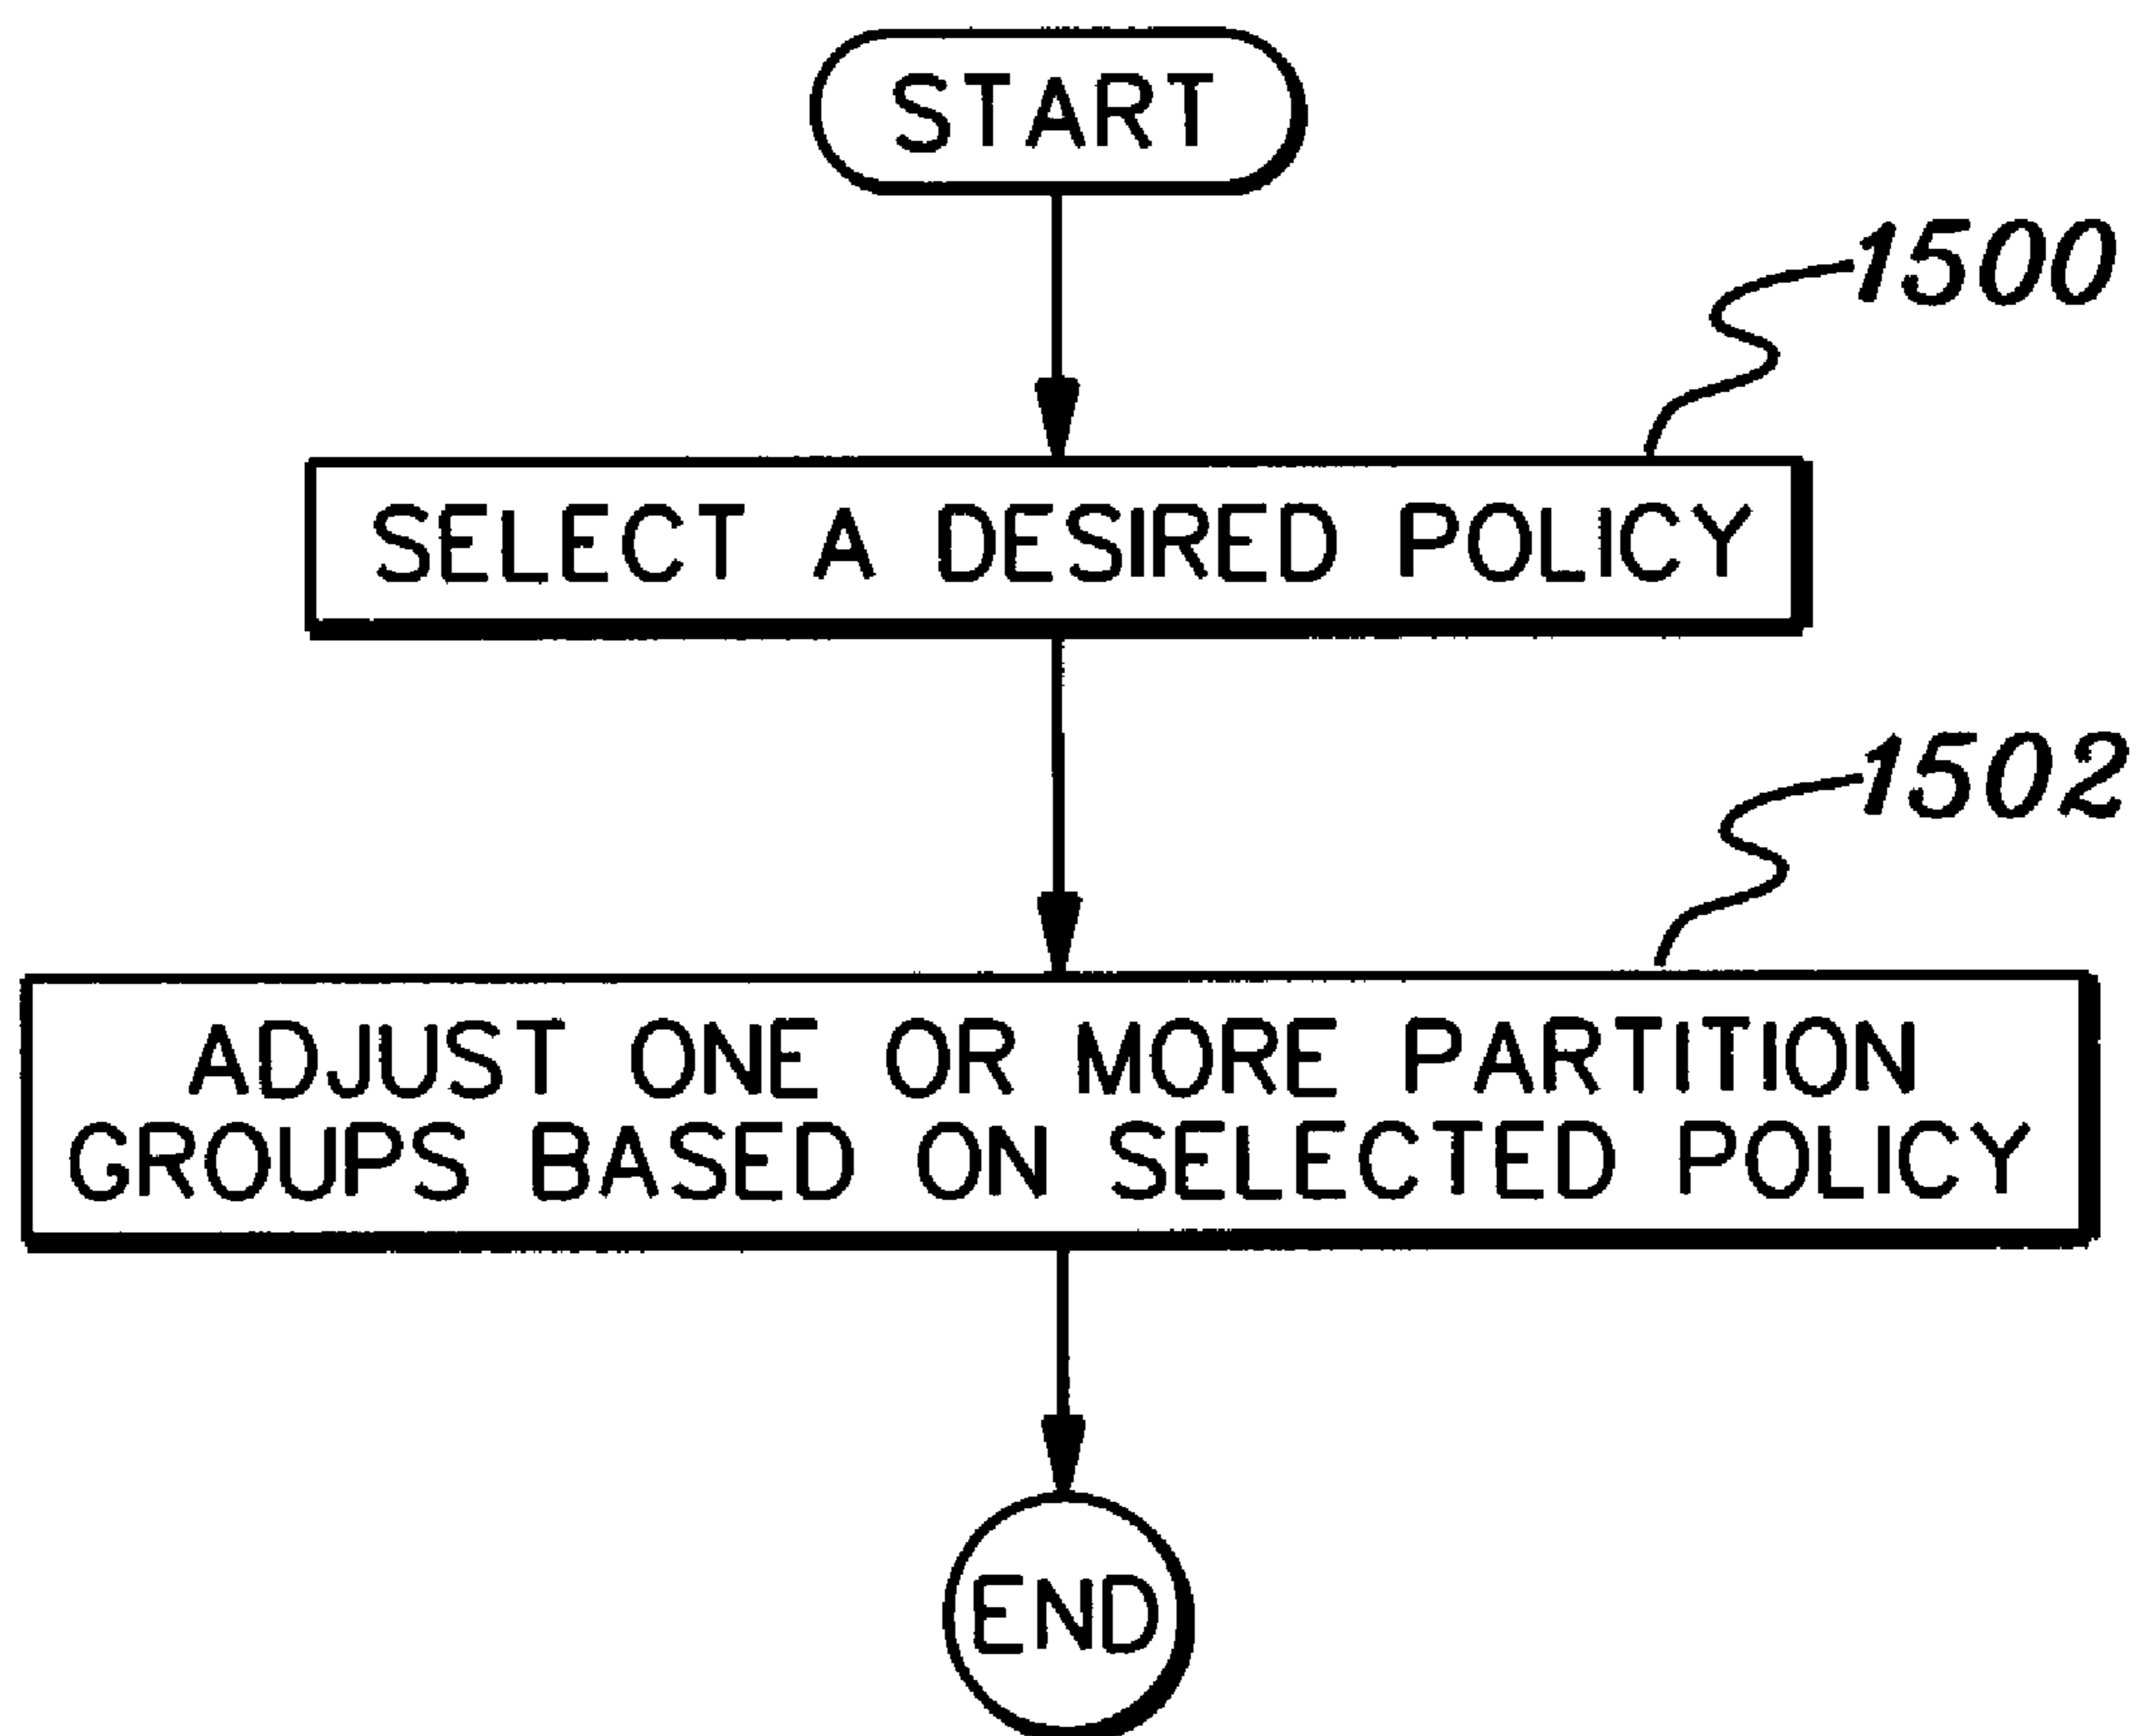 START
1500
SELECT A DESIRED POLICY
1502
ADJUST ONE OR MORE PARTITION
GROUPS BASED ON SELECTED POLICY
END